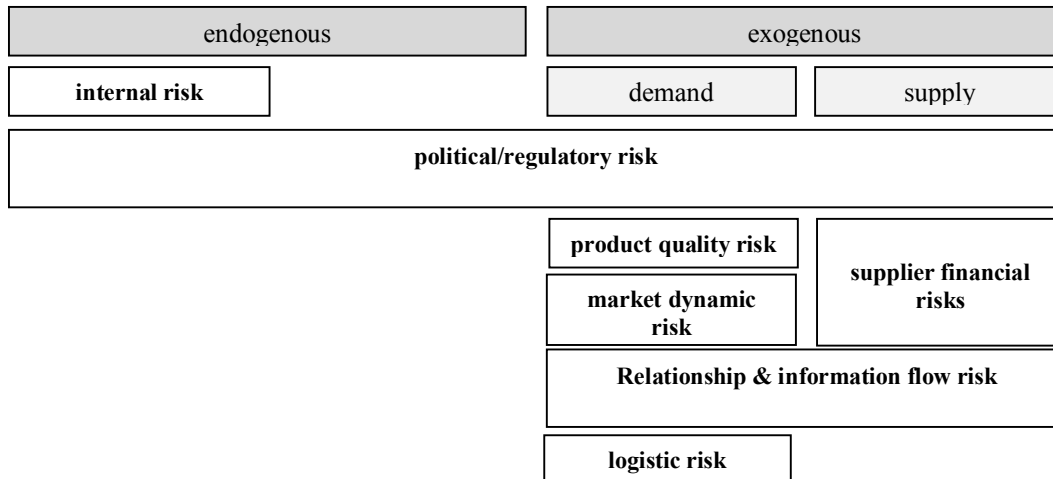 endogenous
exogenous
internal risk
demand
supply
political/regulatory risk
product quality risk
market dynamic
risk
supplier financial
risks
Relationship & information flow risk
logistic risk